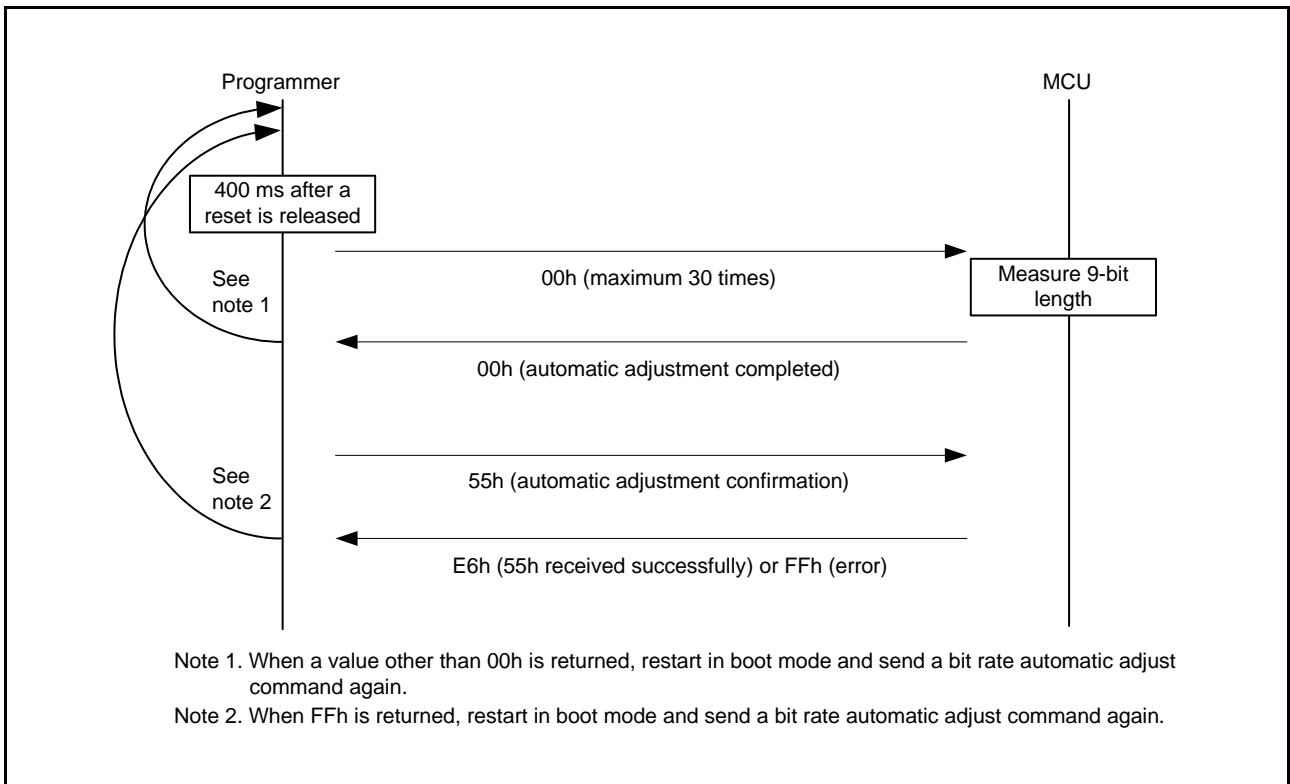 Programmer
MCU
400 ms after a
reset is released
See
note 1
00h (maximum 30 times)
Measure 9-bit
length
00h (automatic adjustment completed)
See
note 2
55h (automatic adjustment confirmation)
E6h (55h received successfully) or FFh (error)
Note 1. When a value other than 00h is returned, restart in boot mode and send a bit rate automatic adjust
command again.
Note 2. When FFh is returned, restart in boot mode and send a bit rate automatic adjust command again.